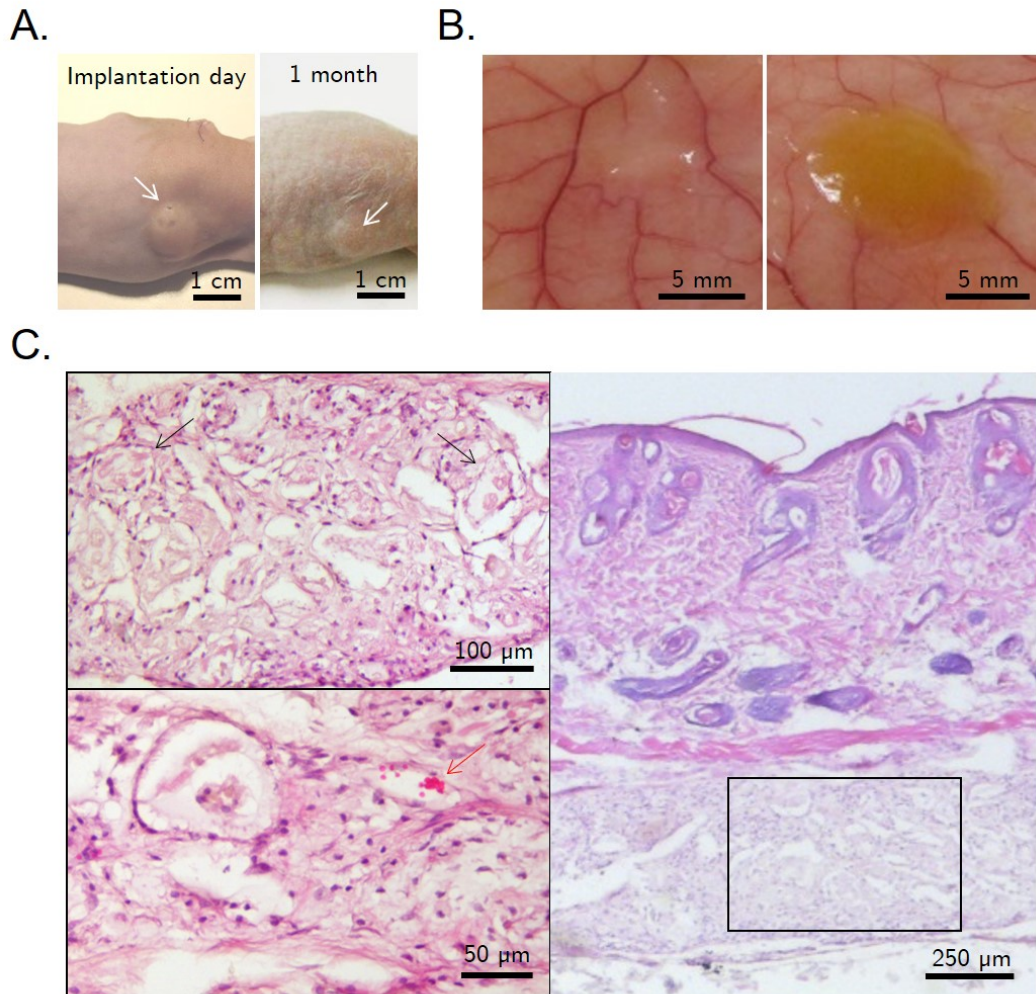 A.
B.
Implantation day
1 month
1 cm
1 cm
5 mm
5 mm
C.
100 µm
50 µm
250 µm